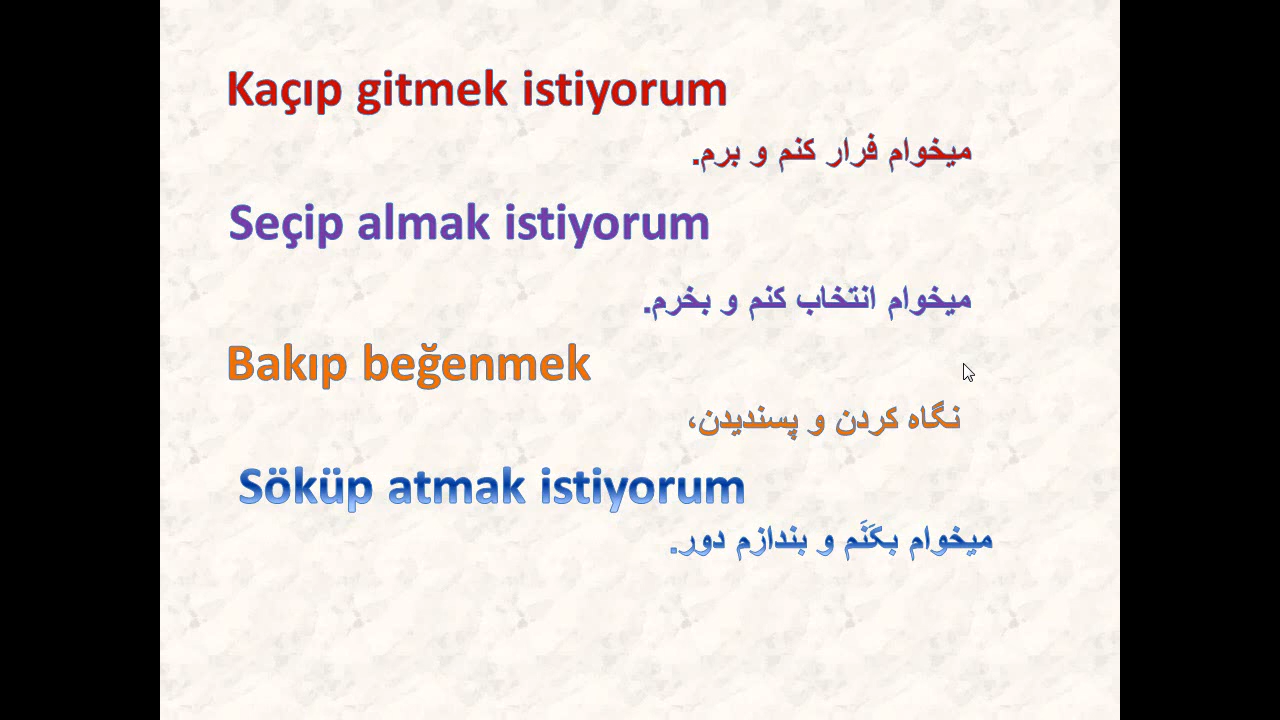 Kaçıp gitmek istiyorum
میخوام فرار کنم و برم.
Seçip almak istiyorum
میخوام انتخاب کنم و بخرم.
Bakıp beğenmek
نگاه کردن و پسندیدن،
Söküp atmak istiyorum
میخوام بکَنَم و بندازم دور.